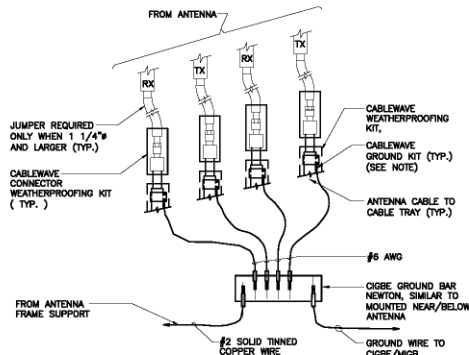 FROM ANTENNA
RX
TX
RX
TX
JUMPER REQUIRED
ONLY WHEN 1 1/4"ø
AND LARGER (TYP.)
CABLEWAVE
CONNECTOR
WEATHERPROOFING KIT
( TYP. )
CABLEWAVE
WEATHERPROOFING
KIT,
CABLEWAVE
GROUND KIT (TYP.)
(SEE NOTE)
ANTENNA CABLE TO
CABLE TRAY (TYP.)
#6 AWG
CIGBE GROUND BAR
NEWTON, SIMILAR TO
MOUNTED NEAR/BELOW
ANTENNA
FROM ANTENNA
FRAME SUPPORT
#2 SOLID TINNED
COPPER WIRE
GROUND WIRE TO
CIGBE/MIGB